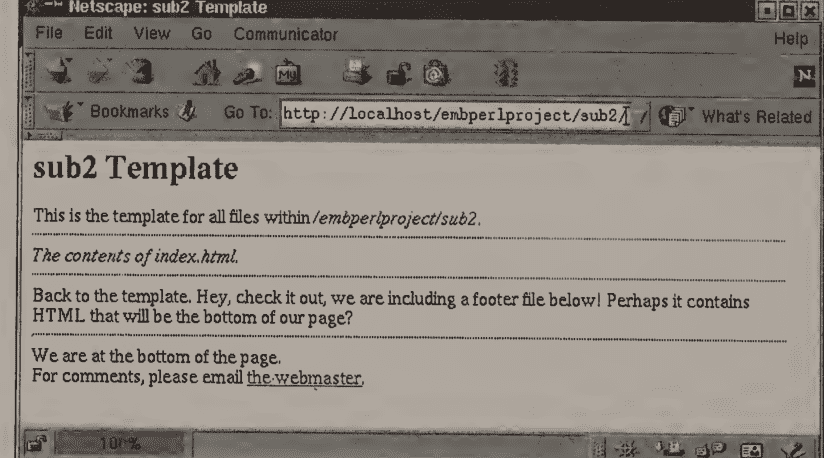 Netscape: sub2 Template
File Edit View Go Communicator Help
My N
Bookmarks Go To: http://localhost/embperlproject/sub2/ What's Related
sub2 Template
This is the template for all files within /embperlproject/sub2.
The contents of index.html.
Back to the template. Hey, check it out, we are including a footer file below! Perhaps it contains
HTML that will be the bottom of our page?
We are at the bottom of the page.
For comments, please email the webmaster.
100%